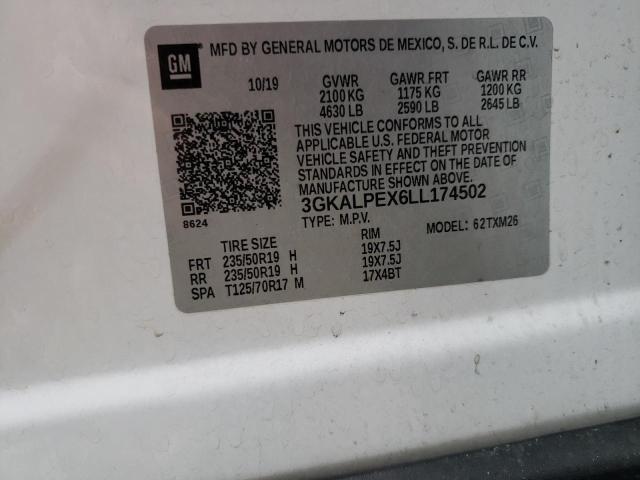 GM
MFD BY GENERAL MOTORS DE MEXICO, S. DE R.L. DE C.V.
10/19 GVWR GAWR FRT GAWR RR
2100 KG 1175 KG 1200 KG
4630 LB 2590 LB 2645 LB
THIS VEHICLE CONFORMS TO ALL
APPLICABLE U.S. FEDERAL MOTOR
VEHICLE SAFETY AND THEFT PREVENTION
STANDARDS IN EFFECT ON THE DATE OF
MANUFACTURE SHOWN ABOVE.
8624 3GKALPEX6LL174502
TYPE: M.P.V. MODEL: 62TXM26
TIRE SIZE RIM
FRT 235/50R19 H 19X7.5J
RR 235/50R19 H 19X7.5J
SPA T125/70R17 M 17X4BT